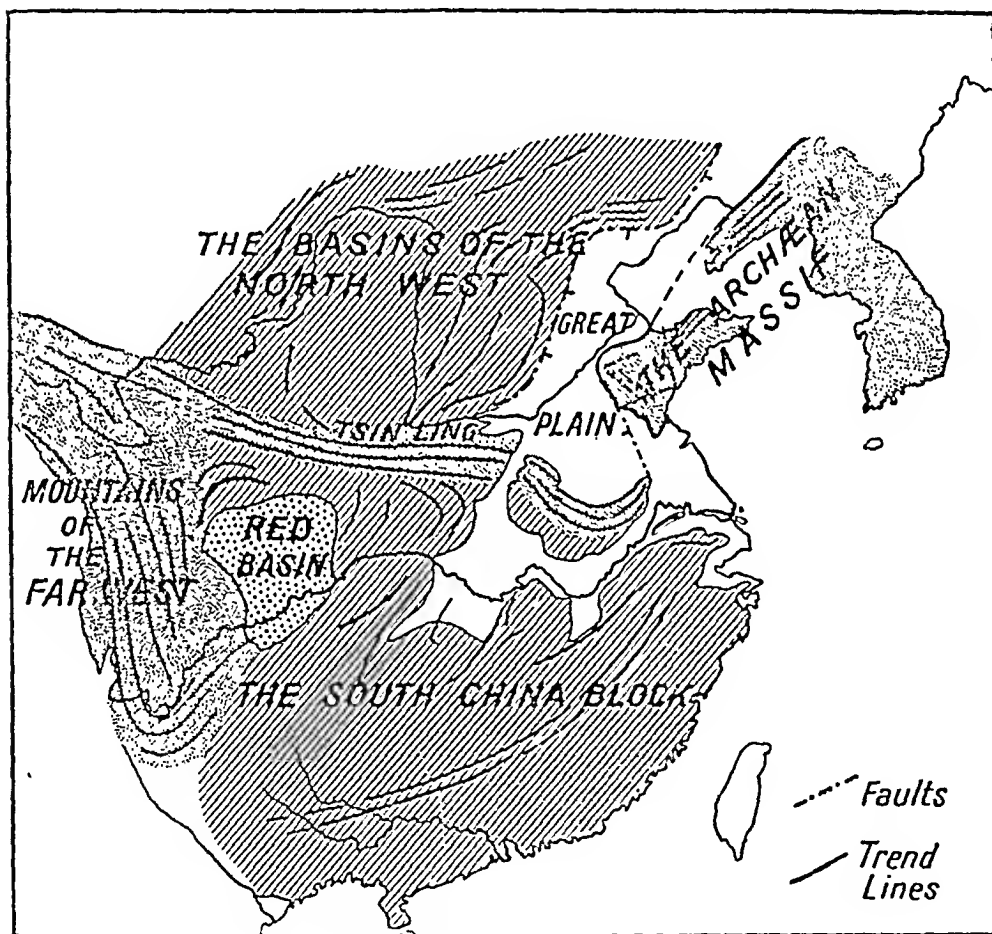 THE BASINS OF THE
NORTH WEST
THE ARCHÆAN
MASSIF
GREAT
PLAIN
TSIN LING
MOUNTAINS
OF
THE
FAR WEST
RED
BASIN
THE SOUTH CHINA BLOCK
Faults
Trend
Lines